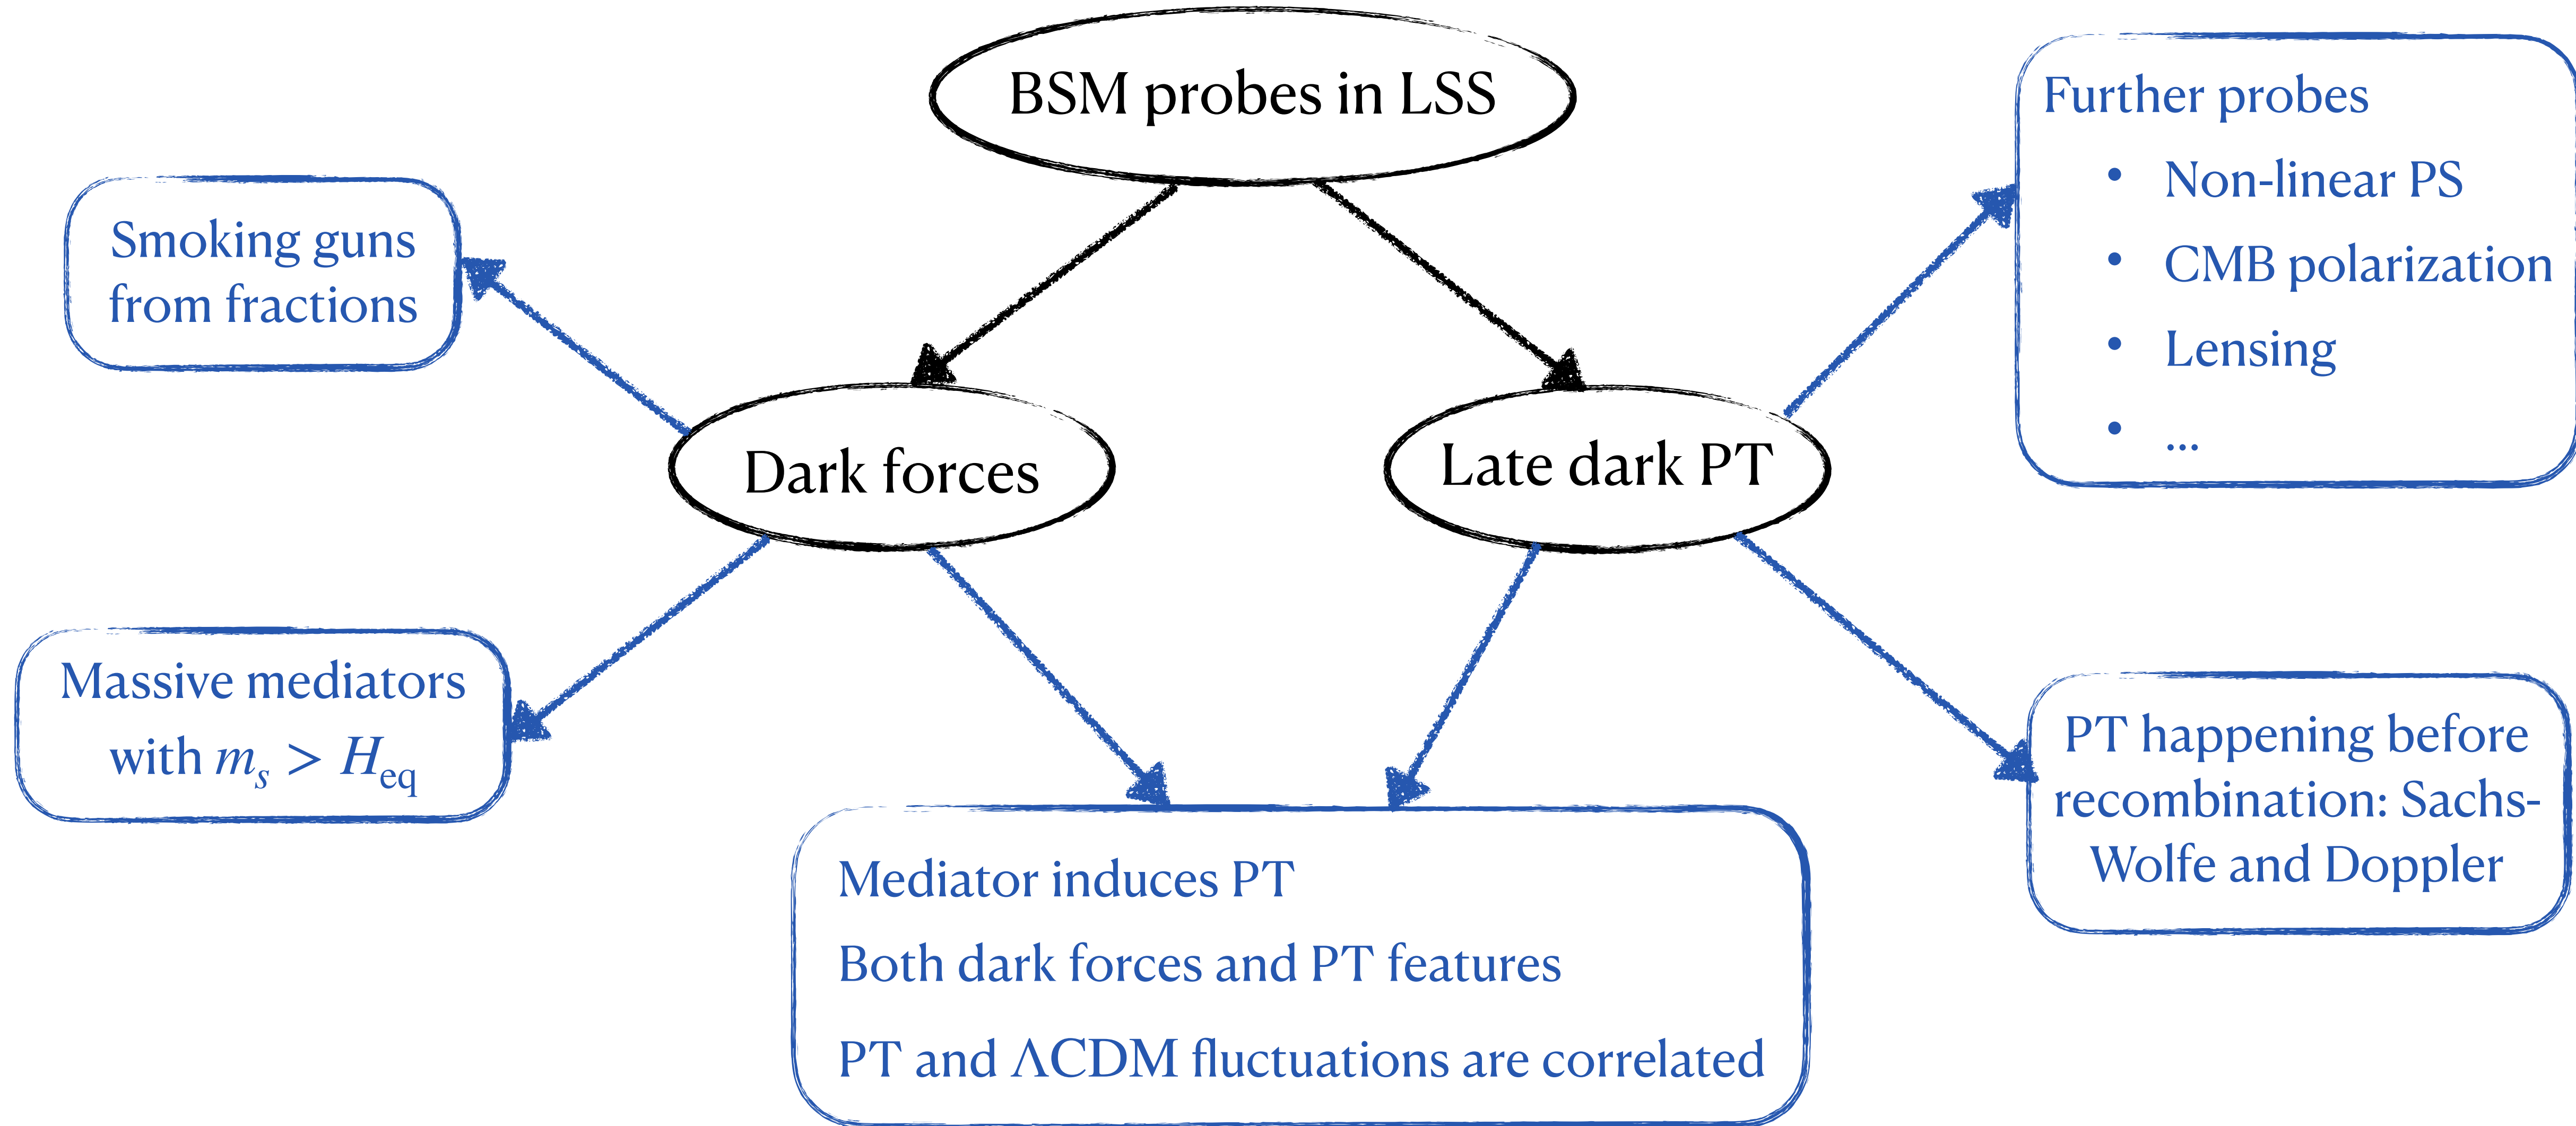 BSM probes in LSS
Further probes
• Non-linear PS
• CMB polarization
• Lensing
• ...
Smoking guns
from fractions
Dark forces
Late dark PT
Massive mediators
with m_s > H_eq
PT happening before
recombination: Sachs-
Wolfe and Doppler
Mediator induces PT
Both dark forces and PT features
PT and ΛCDM fluctuations are correlated